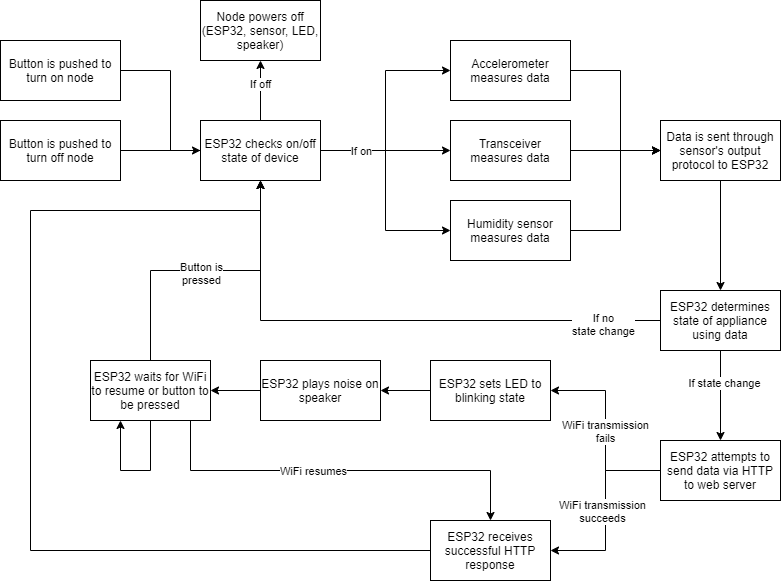 Node powers off
(ESP32, sensor, LED,
speaker)
Button is pushed to
turn on node
If off
Accelerometer
measures data
Button is pushed to
turn off node
ESP32 checks on/off
state of device
If on
Transceiver
measures data
Data is sent through
sensor's output
protocol to ESP32
Humidity sensor
measures data
Button is
pressed
If no
state change
ESP32 determines
state of appliance
using data
ESP32 waits for WiFi
to resume or button to
be pressed
ESP32 plays noise on
speaker
ESP32 sets LED to
blinking state
If state change
WiFi transmission
fails
ESP32 attempts to
send data via HTTP
to web server
WiFi resumes
WiFi transmission
succeeds
ESP32 receives
successful HTTP
response